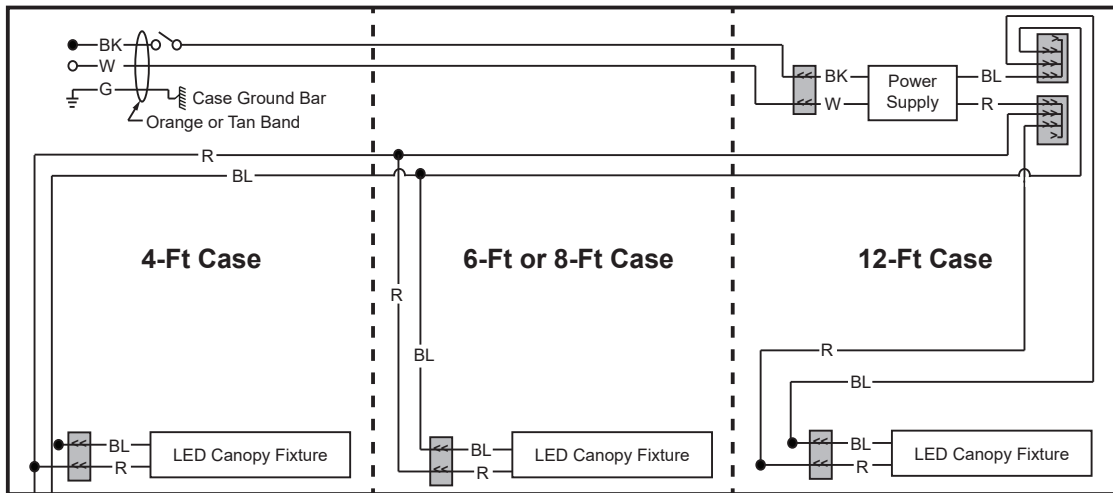 BK
W
G
Case Ground Bar
Orange or Tan Band
BK
W
Power
Supply
BL
R
R
BL
4-Ft Case
6-Ft or 8-Ft Case
12-Ft Case
R
BL
R
BL
BL
R
LED Canopy Fixture
BL
R
LED Canopy Fixture
BL
R
LED Canopy Fixture